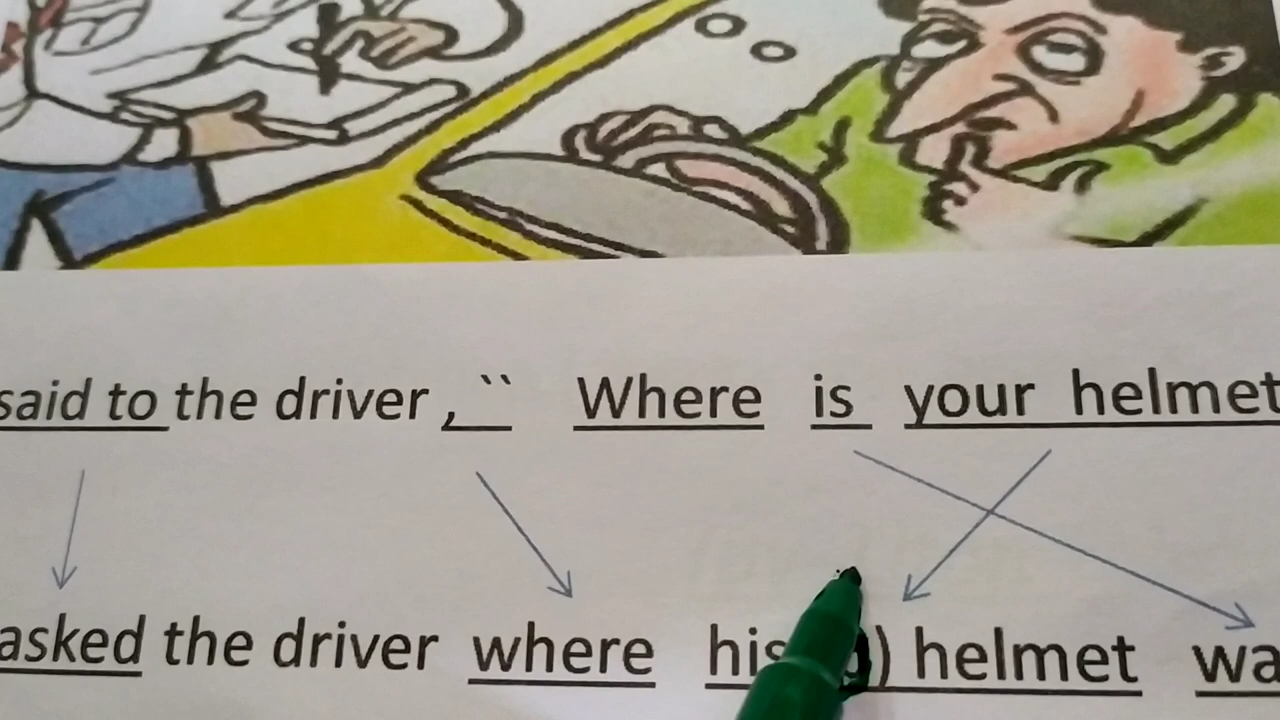 said to the driver , `` Where is your helmet
asked the driver where his ) helmet wa